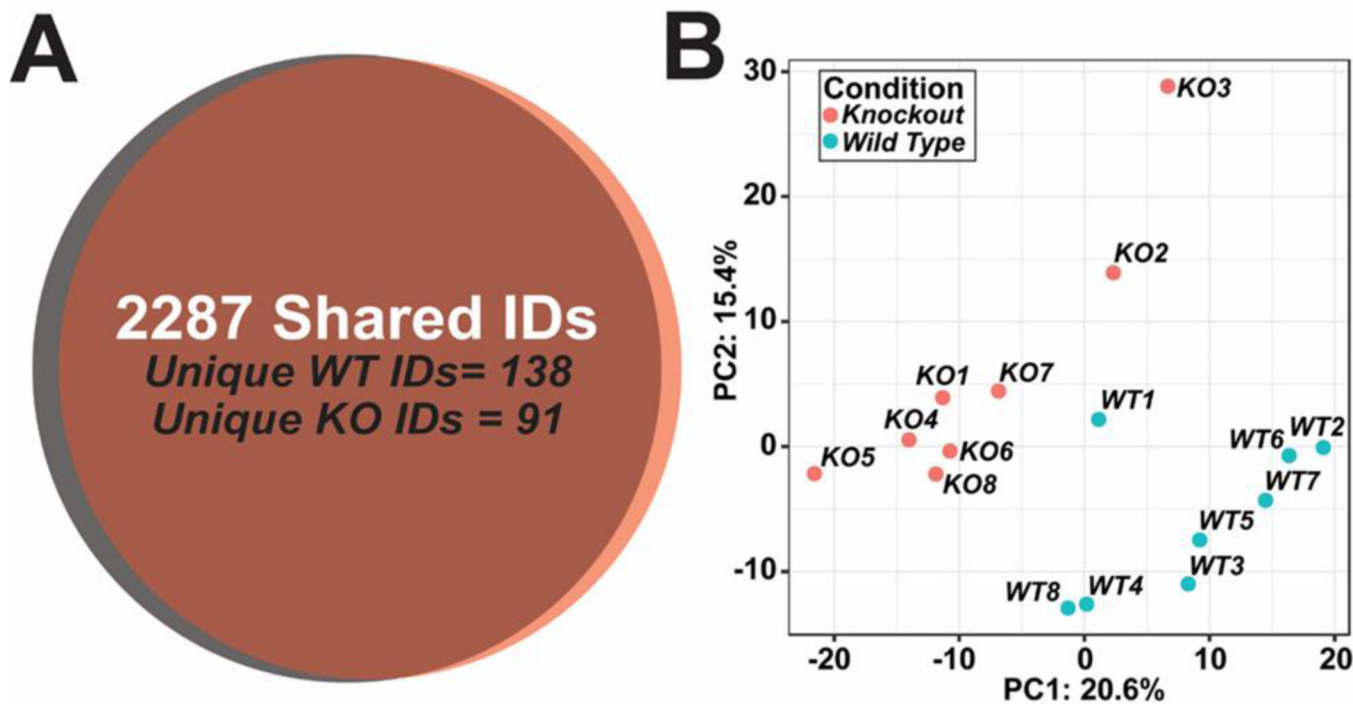 A
2287 Shared IDs
Unique WT IDs= 138
Unique KO IDs = 91
B
Condition
Knockout
Wild Type
KO3
KO2
KO1
KO7
KO4
KO6
KO5
KO8
WT1
WT2
WT6
WT7
WT5
WT3
WT4
WT8
30
20
10
0
-10
PC2: 15.4%
-20
-10
0
10
20
PC1: 20.6%